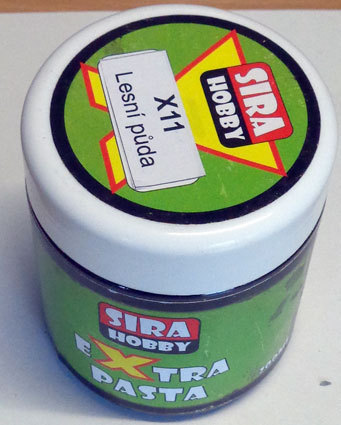 SIRA
HOBBY
X11
Lesní půda
SIRA
HOBBY
EXTRA
PASTA